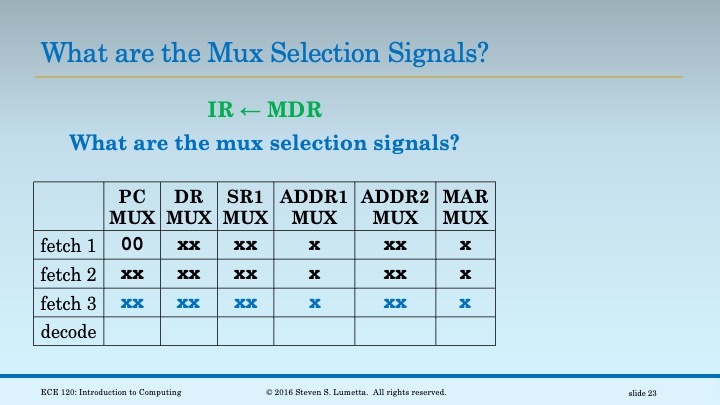 What are the Mux Selection Signals?
IR ← MDR
What are the mux selection signals?
PC MUX DR MUX SR1 MUX ADDR1 MUX ADDR2 MUX MAR MUX
fetch 1 00 xx xx x xx x
fetch 2 xx xx xx x xx x
fetch 3 xx xx xx x xx x
decode
ECE 120: Introduction to Computing © 2016 Steven S. Lumetta. All rights reserved. slide 23